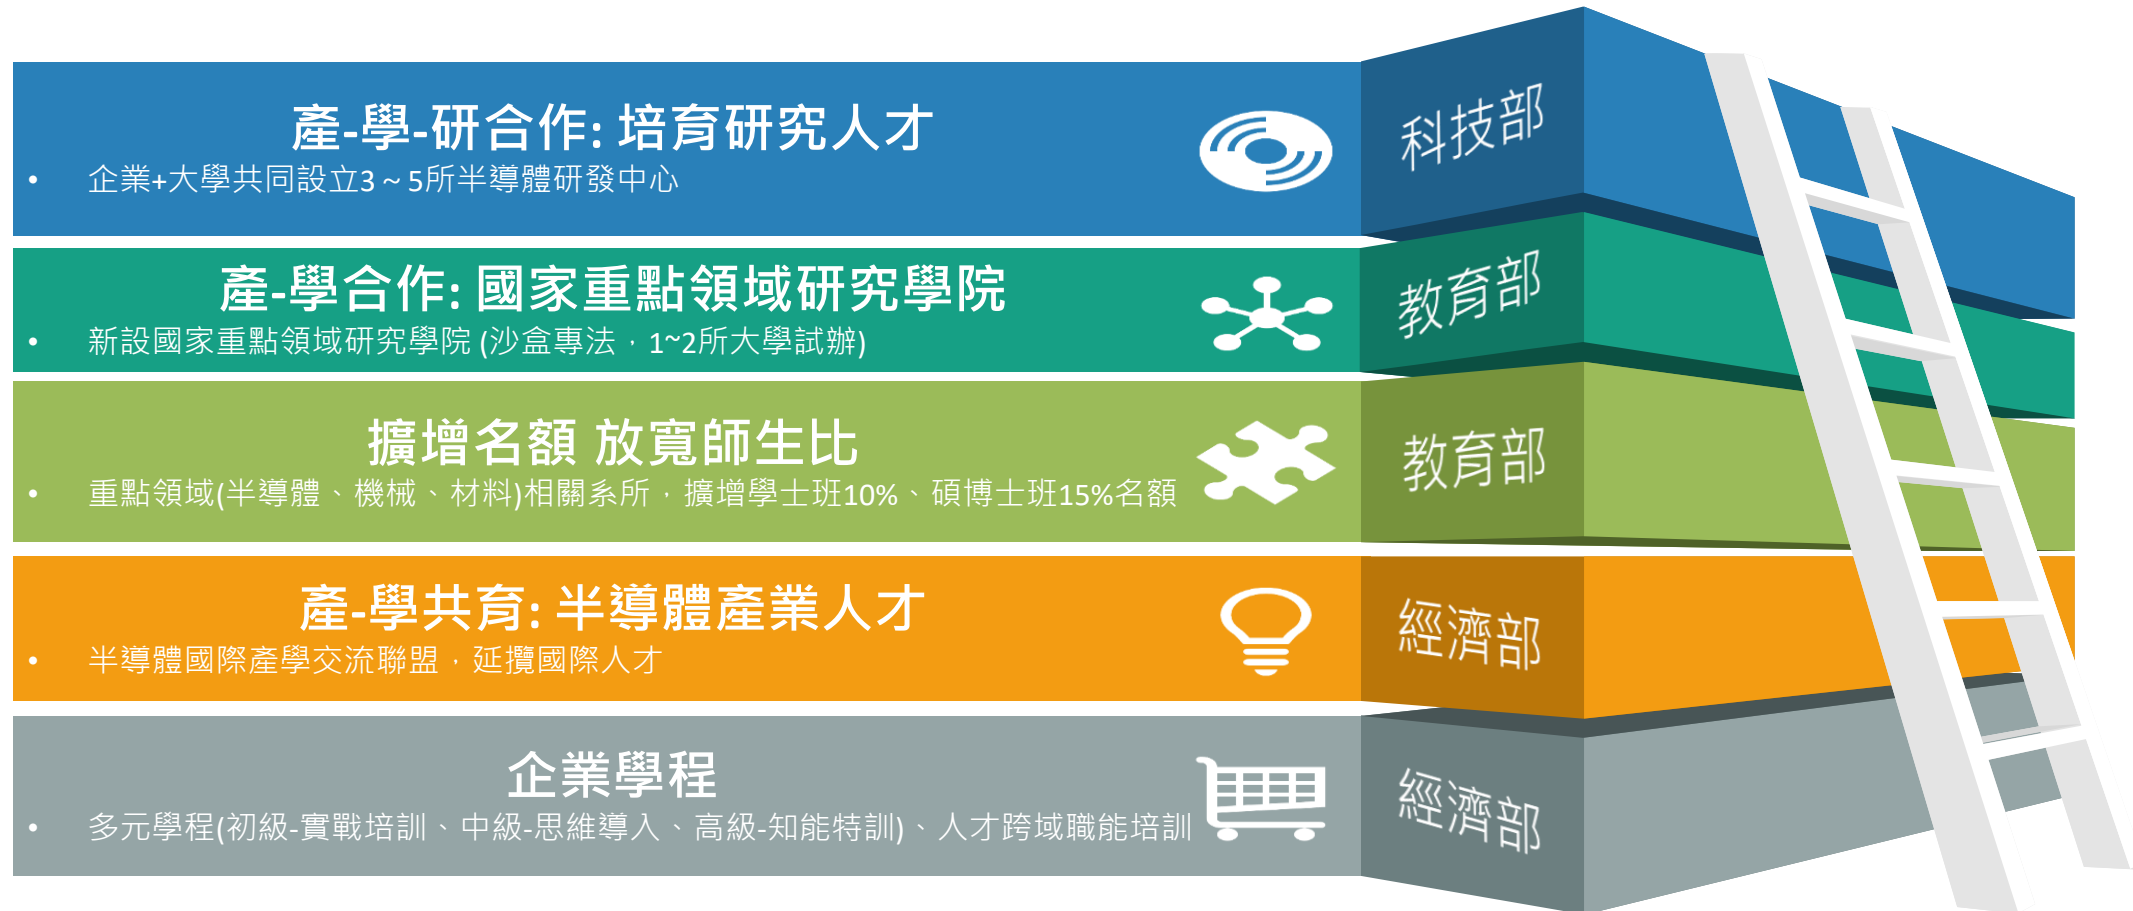 產-學-研合作: 培育研究人才
• 企業+大學共同設立3～5所半導體研發中心
科技部
產-學合作: 國家重點領域研究學院
• 新設國家重點領域研究學院 (沙盒專法，1~2所大學試辦)
教育部
擴增名額 放寬師生比
• 重點領域(半導體、機械、材料)相關系所，擴增學士班10%、碩博士班15%名額
教育部
產-學共育: 半導體產業人才
• 半導體國際產學交流聯盟，延攬國際人才
經濟部
企業學程
• 多元學程(初級-實戰培訓、中級-思維導入、高級-知能特訓)、人才跨域職能培訓
經濟部